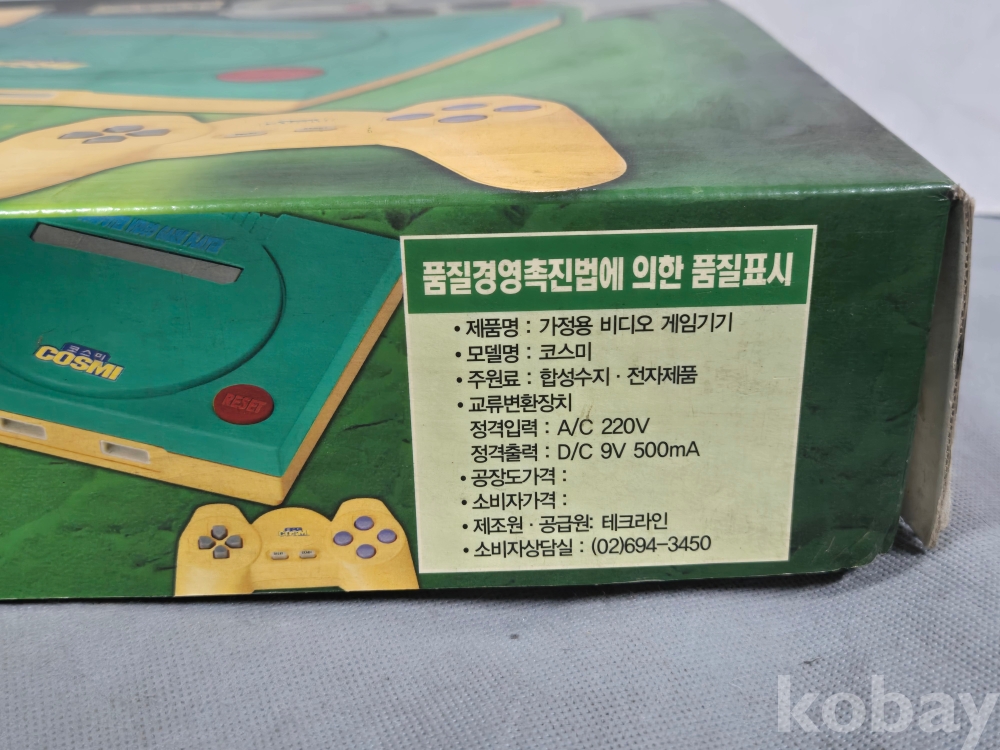 품질경영촉진법에 의한 품질표시
• 제품명 : 가정용 비디오 게임기기
• 모델명 : 코스미
• 주원료 : 합성수지 · 전자제품
• 교류변환장치
정격입력 : A/C 220V
정격출력 : D/C 9V 500mA
• 공장도가격 :
• 소비자가격 :
• 제조원 · 공급원: 테크라인
• 소비자상담실 : (02)694-3450
코스미
COSMI
RESET
kobay